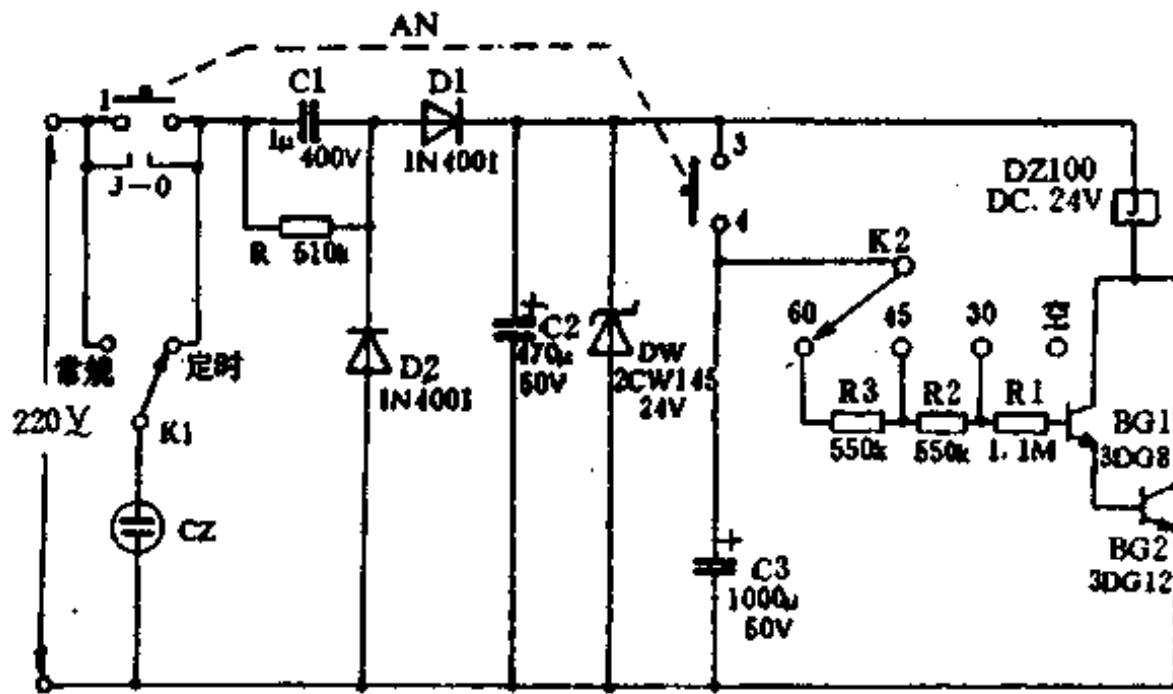 AN
1
C1
1μ
400V
D1
1N4001
3
4
J-0
R 510k
DZ100
DC. 24V
K2
60
45
30
常规
定时
220V
K1
CZ
D2
1N4001
C2
470μ
50V
DW
2CW145
24V
R3
R2
R1
550k
550k
1.1M
BG1
3DG8
BG2
3DG12
C3
1000μ
50V